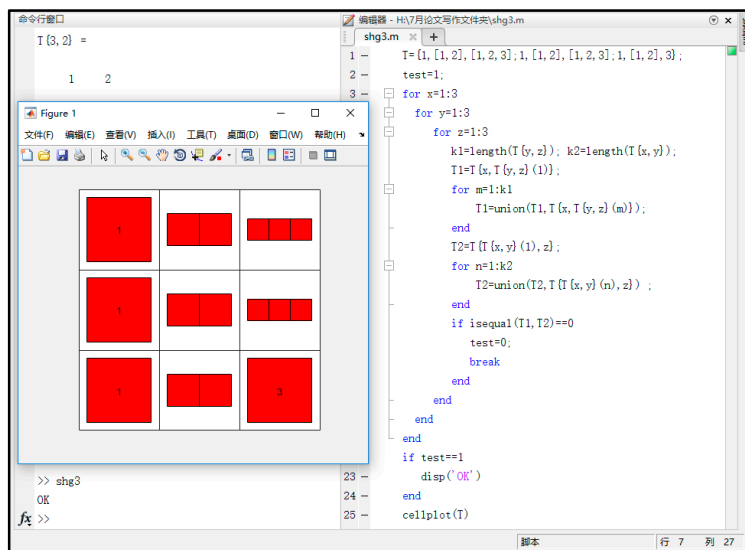 命令行窗口
T{3,2} =
1 2
Figure 1
文件(F) 编辑(E) 查看(V) 插入(I) 工具(T) 桌面(D) 窗口(W) 帮助(H)
1
3
1
1
3
>> shg3
OK
fx >>
编辑器 - H:\7月论文写作文件夹\shg3.m
shg3.m × +
1 – T={1,[1,2],[1,2,3;1,[1,2],[1,2,3];1,[1,2],3};
2 – test=1;
3 – for x=1:3
for y=1:3
for z=1:3
k1=length(T{y,z}); k2=length(T{x,y});
T1=T{x,T{y,z}(1)};
for m=1:k1
T1=union(T1,T{x,T{y,z}(m)});
end
T2=T{T{x,y}(1),z};
for n=1:k2
T2=union(T2,T{T{x,y}(n),z}) ;
end
if isequal(T1,T2)==0
test=0;
break
end
end
end
end
if test==1
23 – disp('OK')
24 – end
25 – cellplot(T)
脚本
行 7 列 27